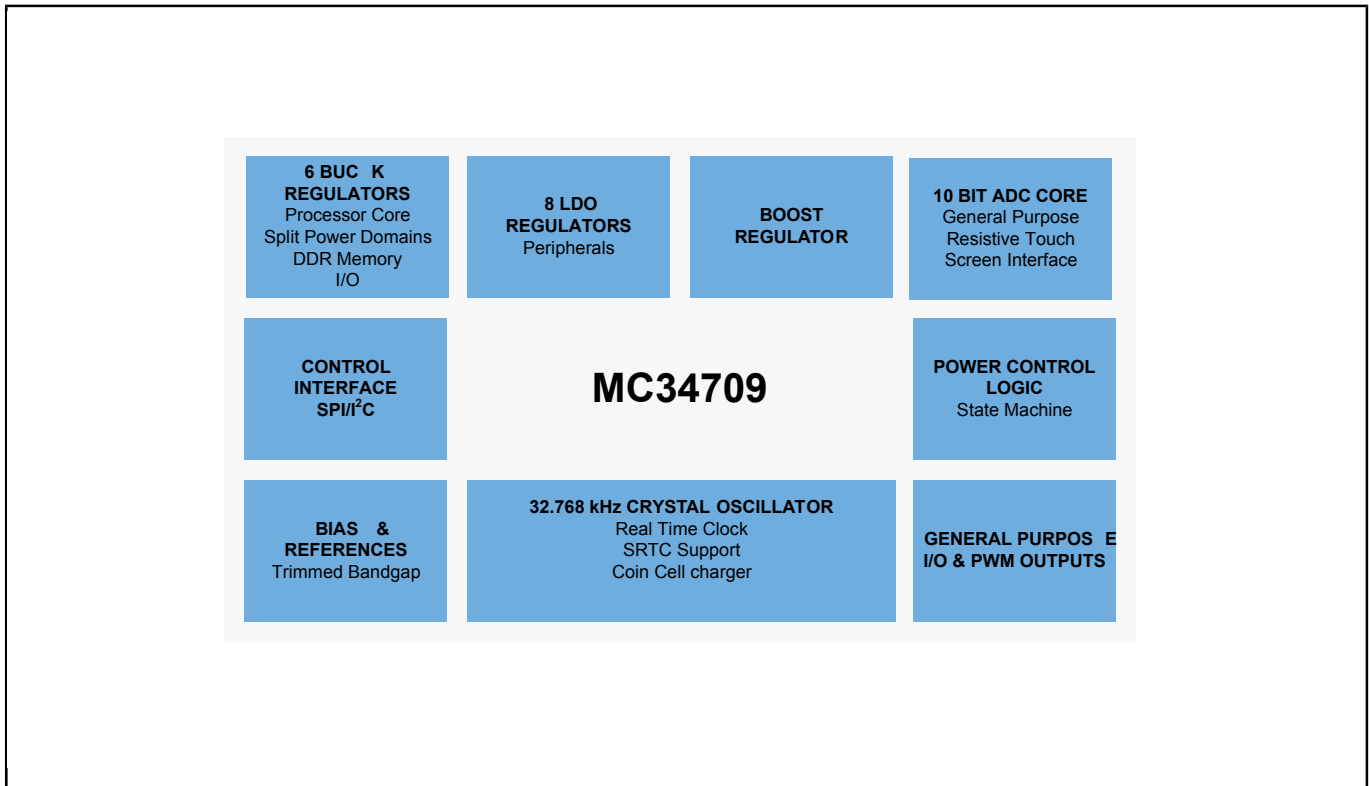 6 BUC K
REGULATORS
Processor Core
Split Power Domains
DDR Memory
I/O
8 LDO
REGULATORS
Peripherals
BOOST
REGULATOR
10 BIT ADC CORE
General Purpose
Resistive Touch
Screen Interface
CONTROL
INTERFACE
SPI/I²C
MC34709
POWER CONTROL
LOGIC
State Machine
BIAS &
REFERENCES
Trimmed Bandgap
32.768 kHz CRYSTAL OSCILLATOR
Real Time Clock
SRTC Support
Coin Cell charger
GENERAL PURPOS E
I/O & PWM OUTPUTS